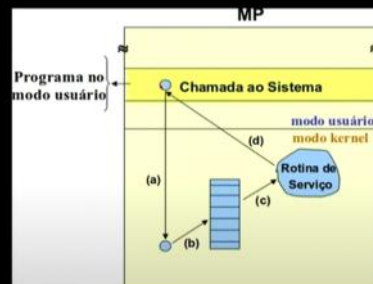 MP
Programa no
modo usuário
Chamada ao Sistema
modo usuário
modo kernel
(d)
Rotina de
Serviço
(a)
(c)
(b)